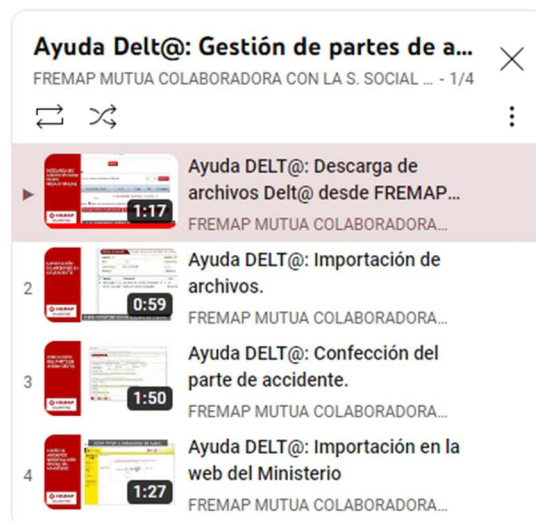 Ayuda Delt@: Gestión de partes de a...
FREMAP MUTUA COLABORADORA CON LA S. SOCIAL ... - 1/4
Ayuda DELT@: Descarga de
archivos Delt@ desde FREMAP...
1:17
FREMAP MUTUA COLABORADORA...
2
Ayuda DELT@: Importación de
archivos.
0:59
FREMAP MUTUA COLABORADORA...
3
Ayuda DELT@: Confección del
parte de accidente.
1:50
FREMAP MUTUA COLABORADORA...
4
Ayuda DELT@: Importación en la
web del Ministerio
1:27
FREMAP MUTUA COLABORADORA...